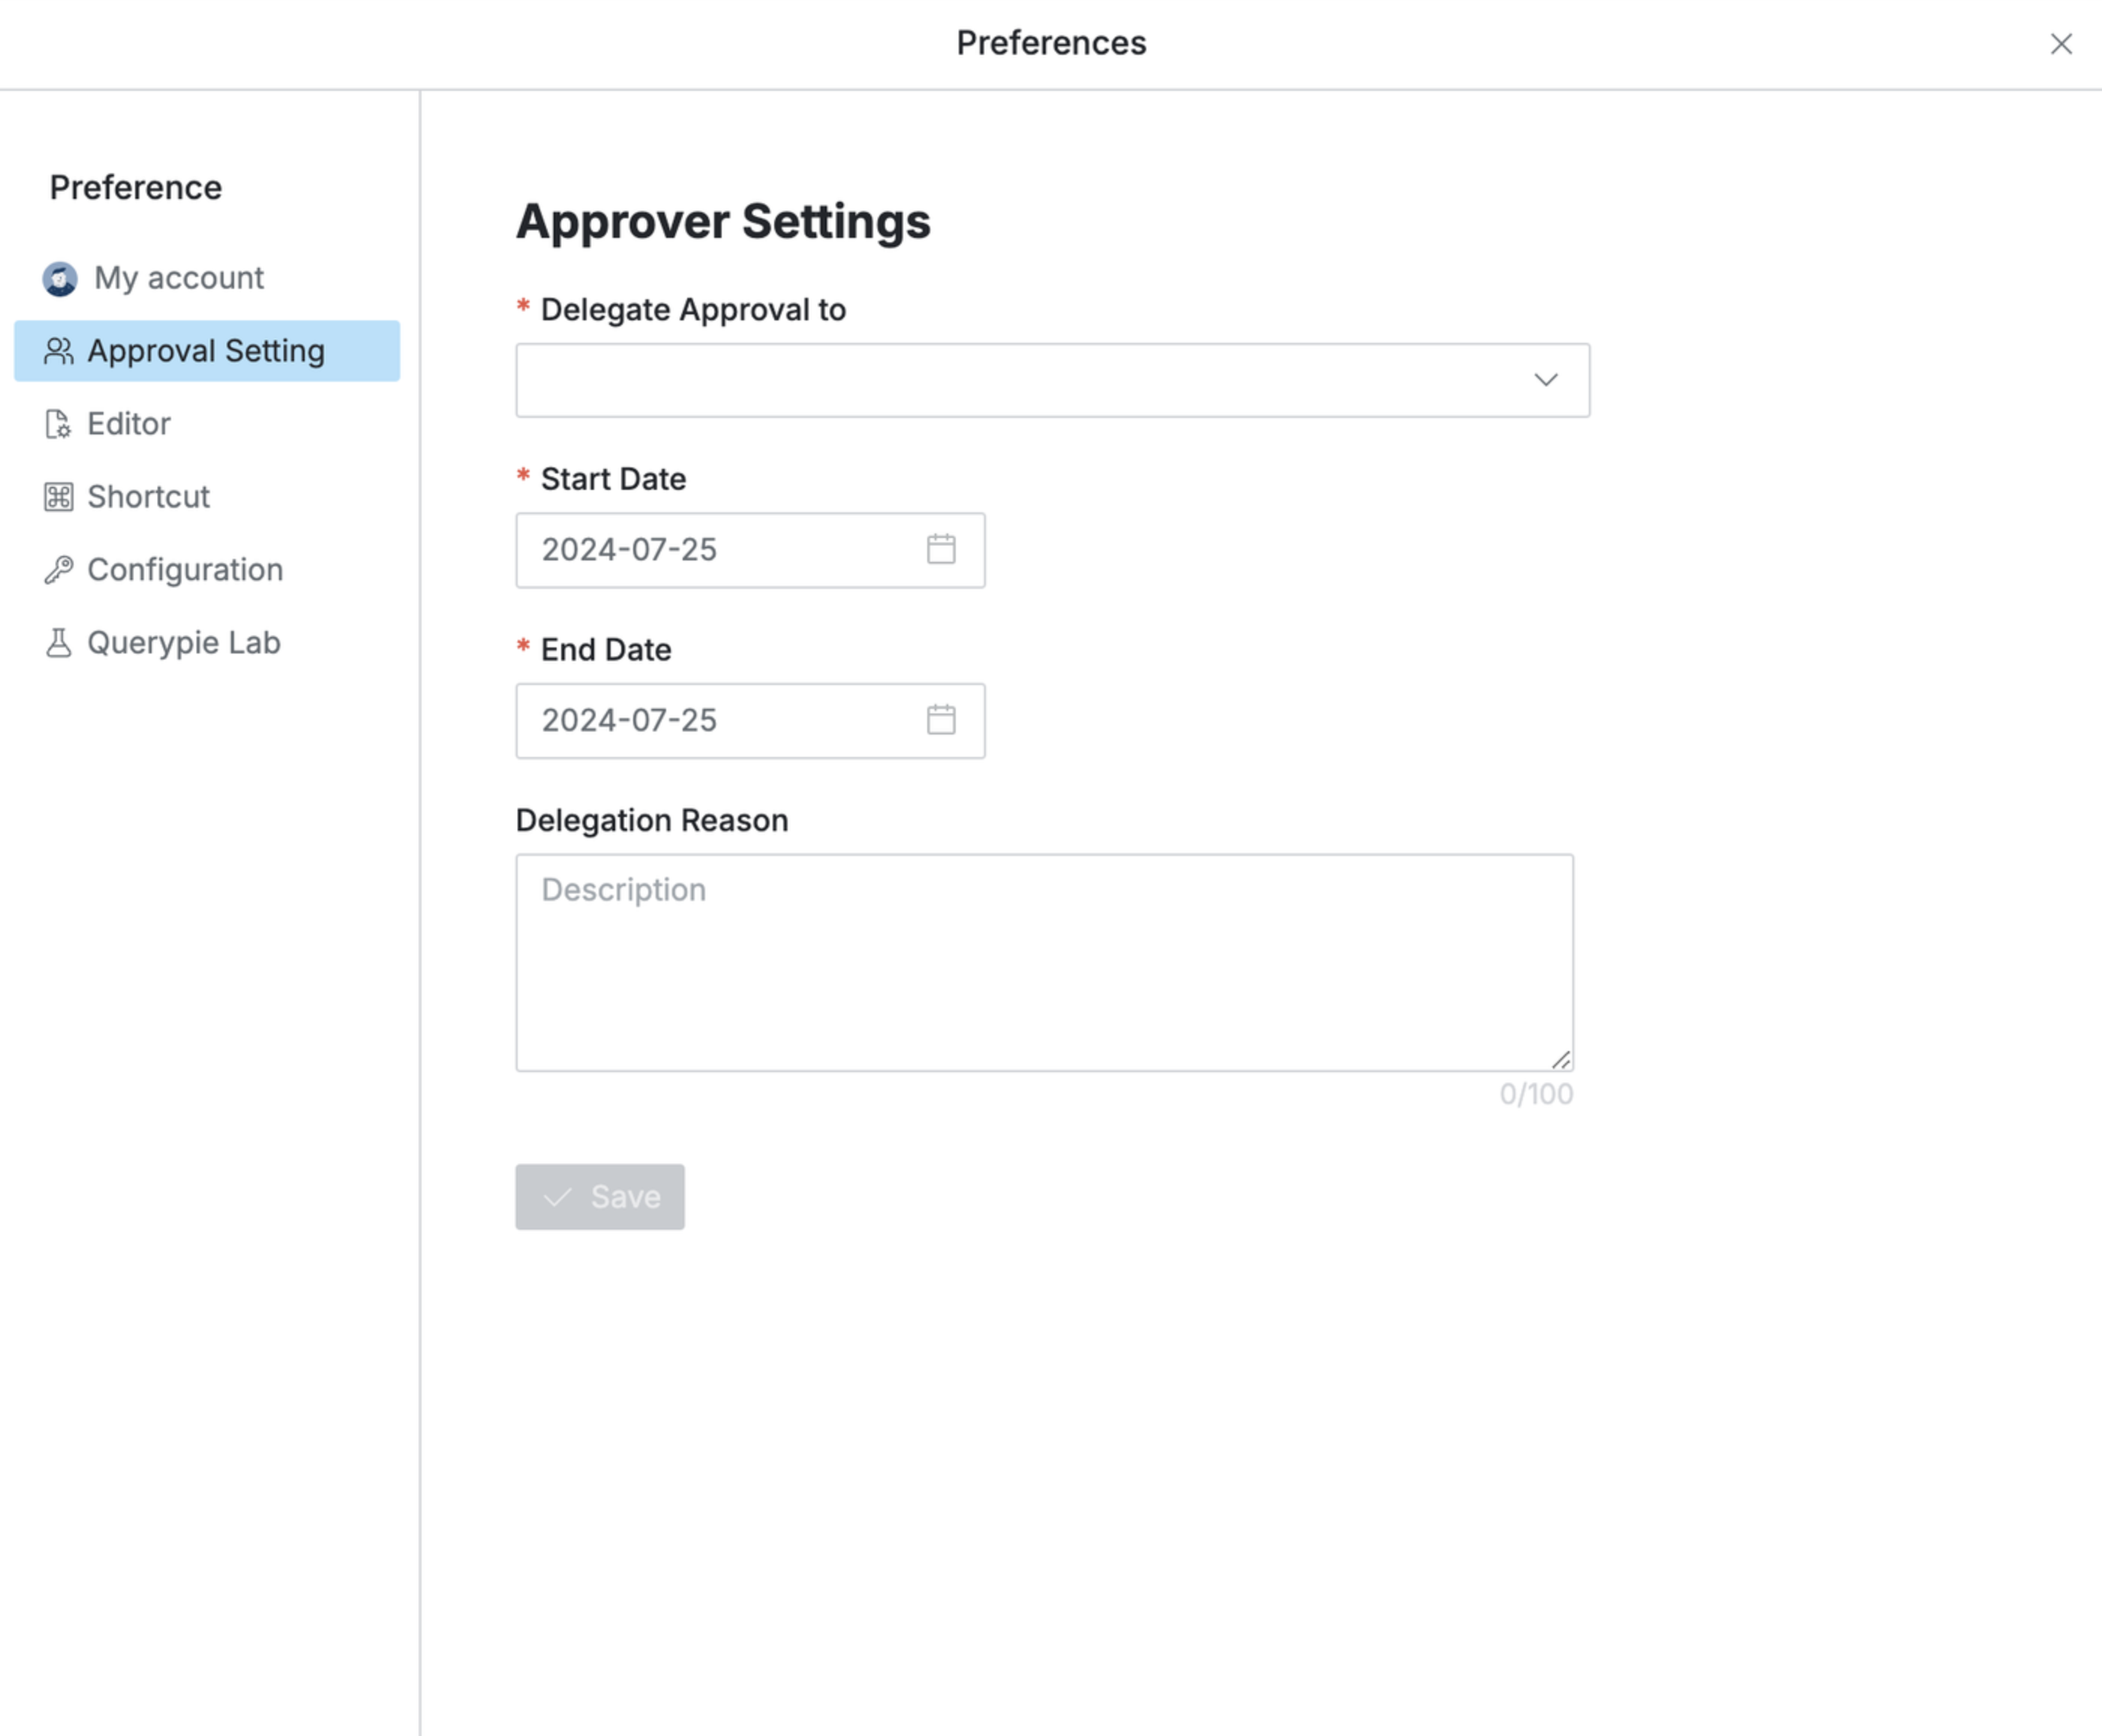 Preferences
Preference
My account
Approval Setting
Editor
Shortcut
Configuration
Querypie Lab
Approver Settings
* Delegate Approval to
* Start Date
2024-07-25
* End Date
2024-07-25
Delegation Reason
Description
0/100
Save